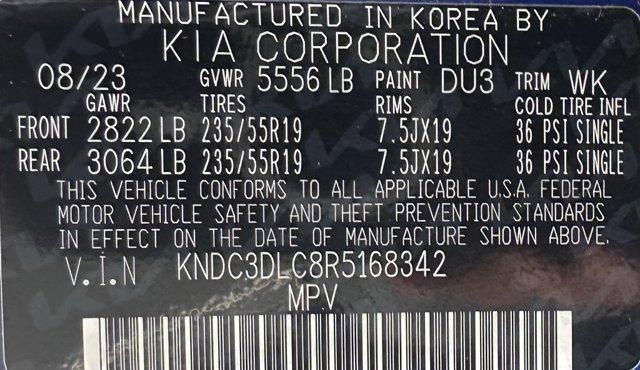 MANUFACTURED IN KOREA BY
KIA CORPORATION
08/23 GVWR 5556 LB PAINT DU3 TRIM WK
GAWR TIRES RIMS COLD TIRE INFL
FRONT 2822 LB 235/55R19 7.5JX19 36 PSI SINGLE
REAR 3064 LB 235/55R19 7.5JX19 36 PSI SINGLE
THIS VEHICLE CONFORMS TO ALL APPLICABLE U.S.A. FEDERAL
MOTOR VEHICLE SAFETY AND THEFT PREVENTION STANDARDS
IN EFFECT ON THE DATE OF MANUFACTURE SHOWN ABOVE.
V.I.N KNDC3DLC8R5168342
MPV